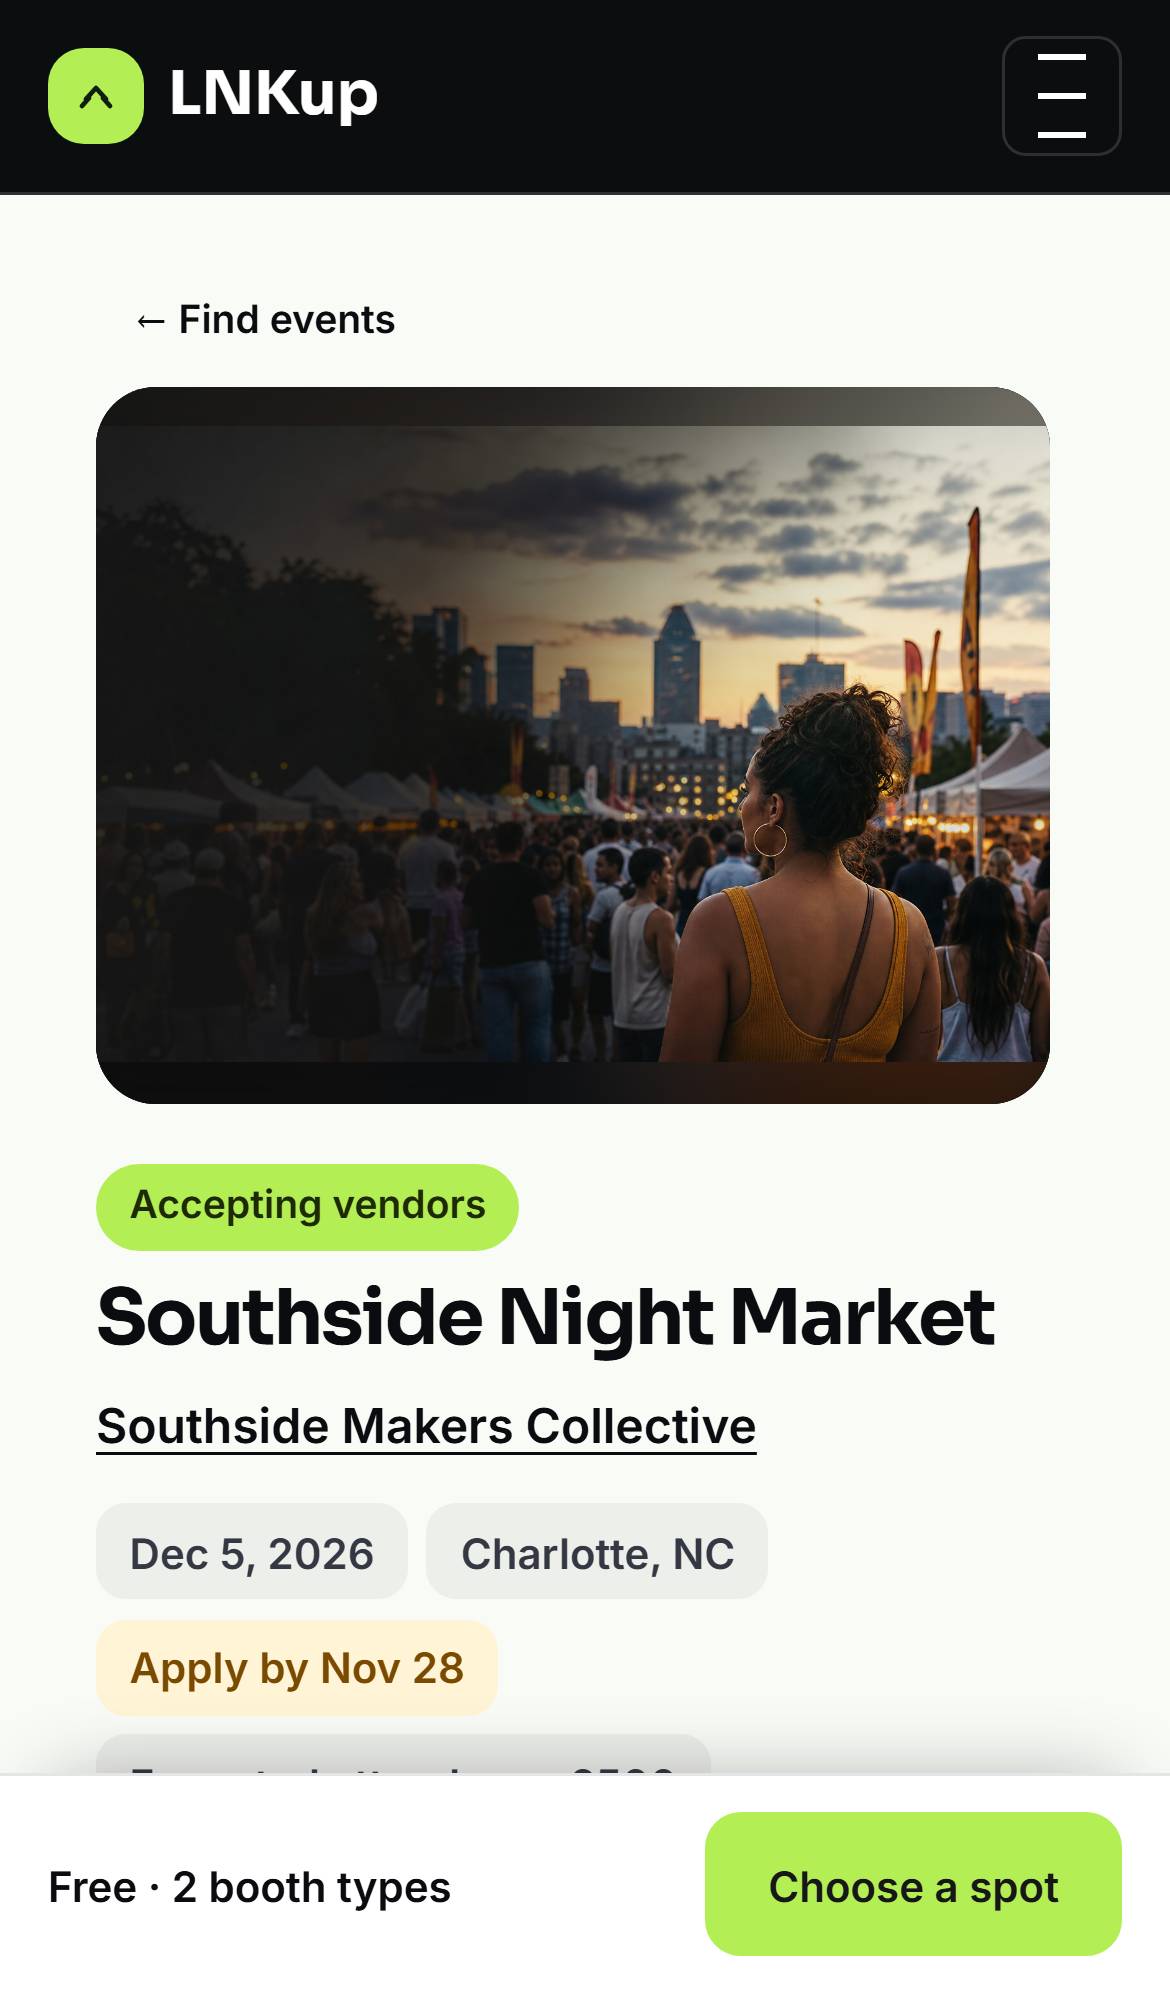 LNKup
← Find events
Accepting vendors
Southside Night Market
Southside Makers Collective
Dec 5, 2026
Charlotte, NC
Apply by Nov 28
Free · 2 booth types
Choose a spot